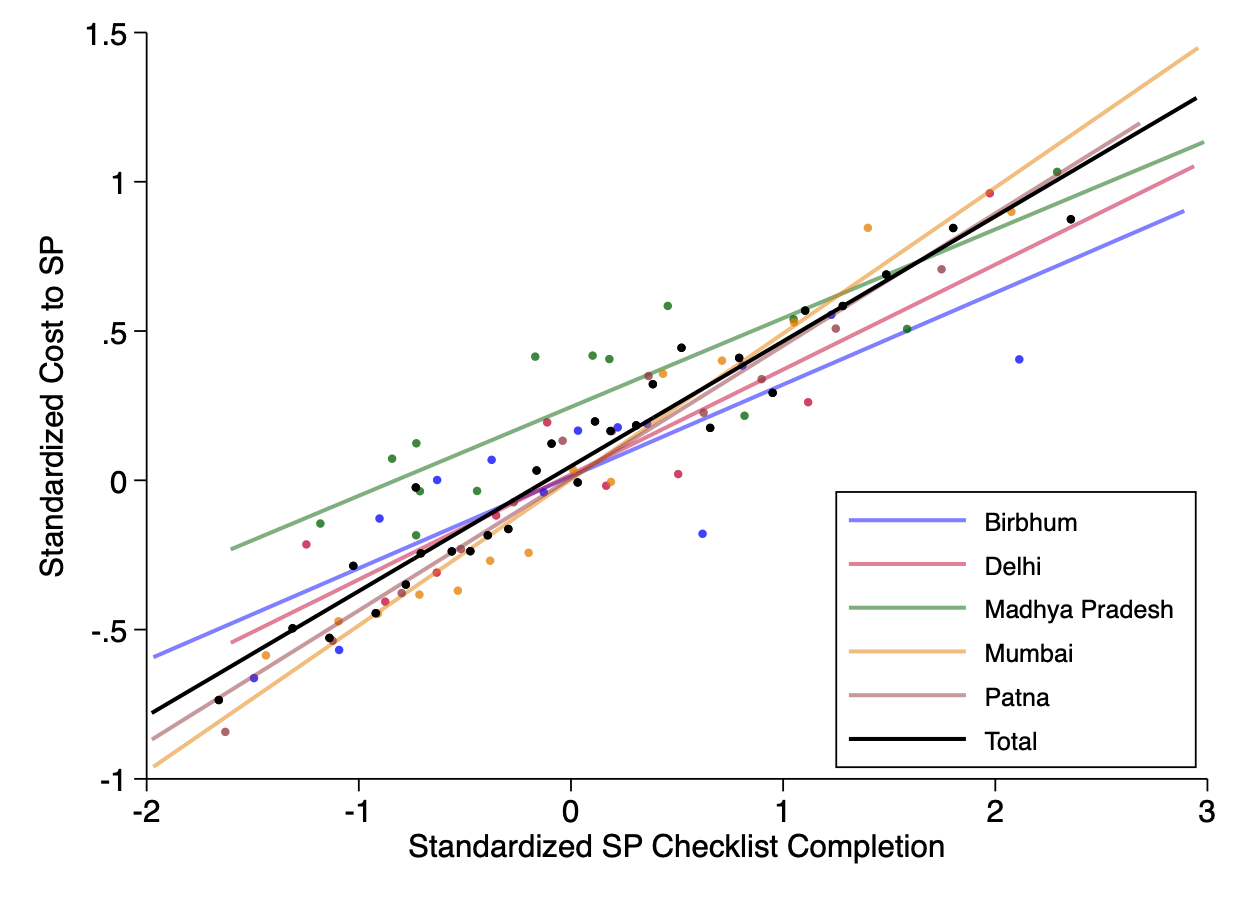 1.5
1
.5
0
-.5
-1
Standardized Cost to SP
-2 -1 0 1 2 3
Standardized SP Checklist Completion
Birbhum
Delhi
Madhya Pradesh
Mumbai
Patna
Total